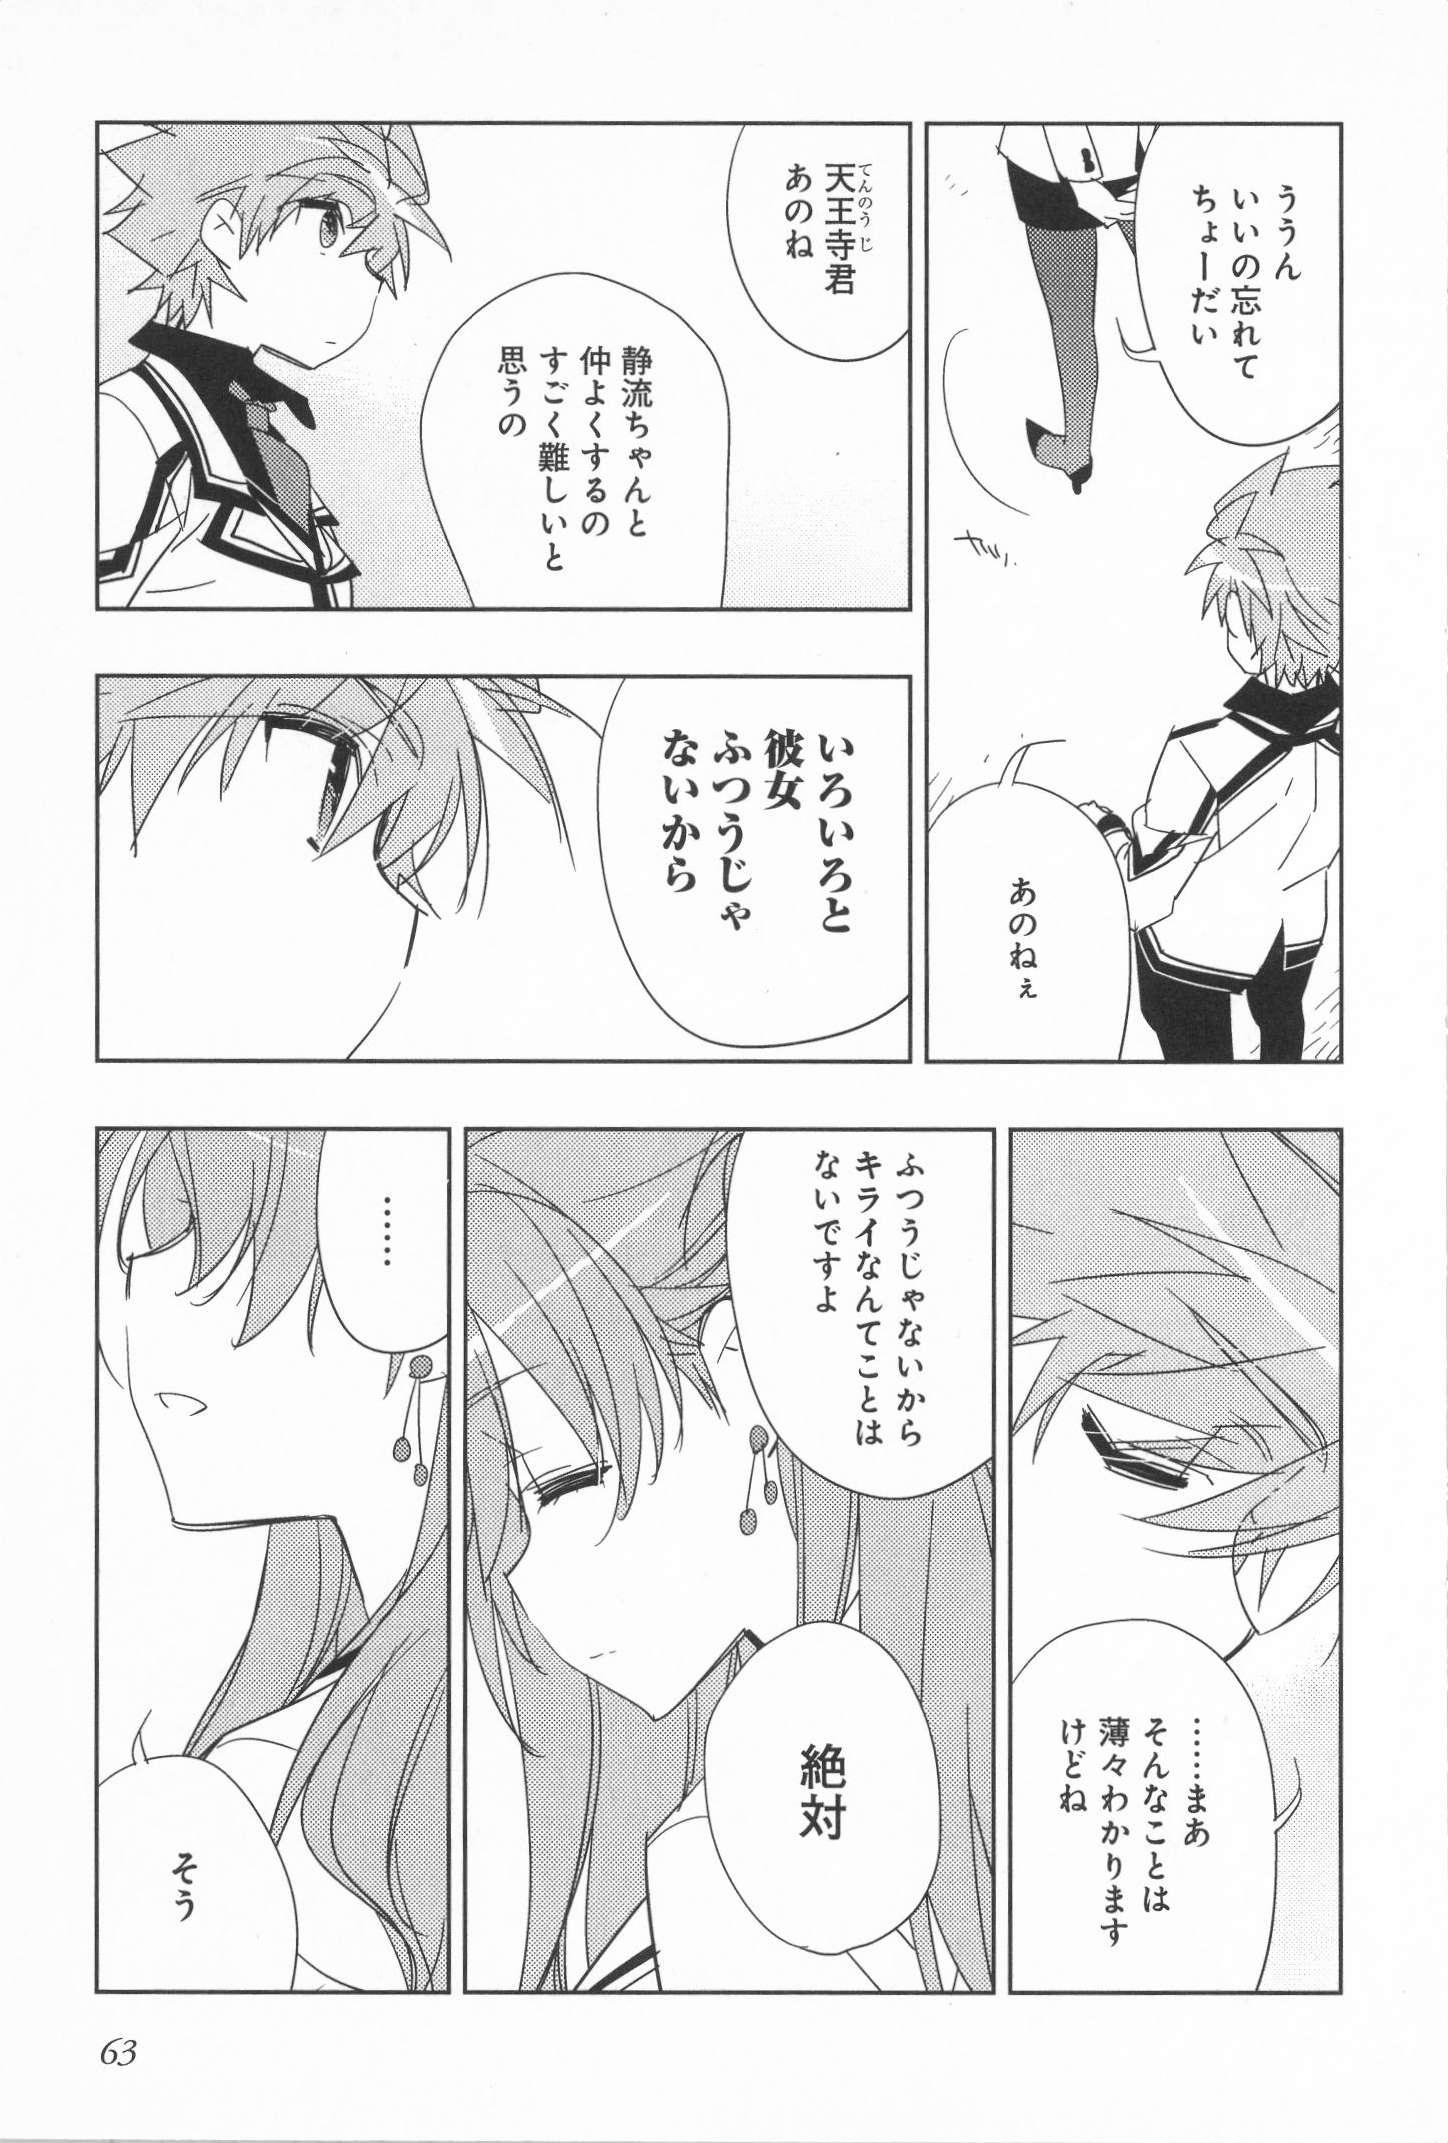 ううん
いいの忘れて
ちょーだい
ヤッ
あのねぇ
天王寺君
てんのうじ
あのね
静流ちゃんと
仲よくするの
すごく難しいと
思うの
いろいろと
彼女
ふつうじゃ
ないから
……まあ
そんなことは
薄々わかります
けどね
ふつうじゃないから
キライなんてことは
ないですよ
絶対
……
そう
63